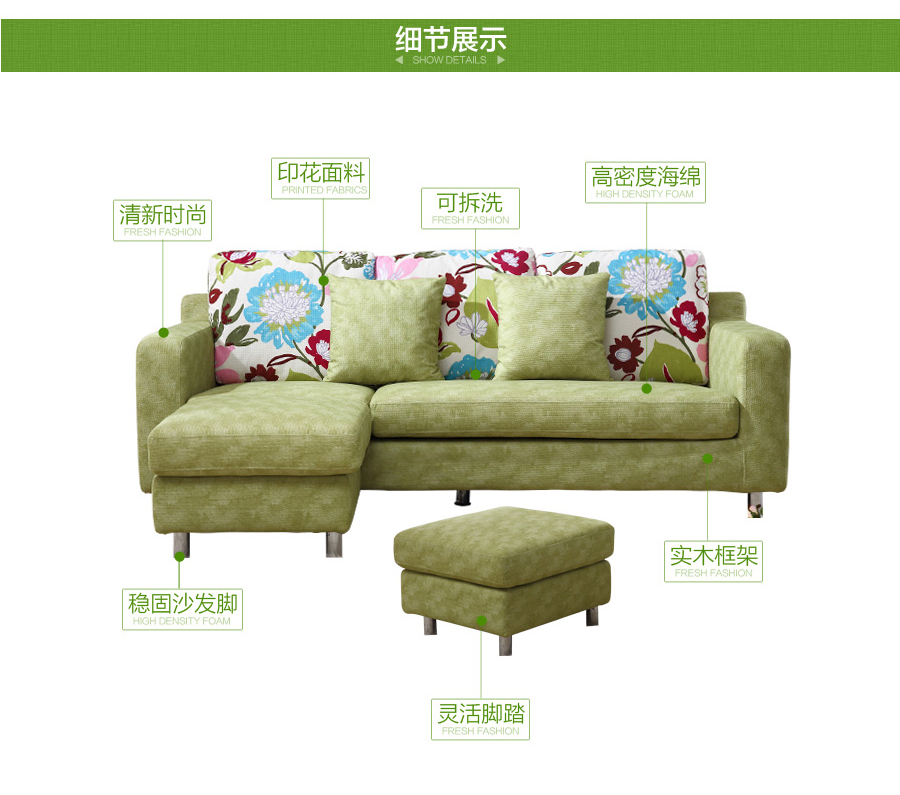 细节展示
SHOW DETAILS
印花面料
PRINTED FABRICS
高密度海绵
HIGH DENSITY FOAM
可拆洗
FRESH FASHION
清新时尚
FRESH FASHION
实木框架
FRESH FASHION
稳固沙发脚
HIGH DENSITY FOAM
灵活脚踏
FRESH FASHION